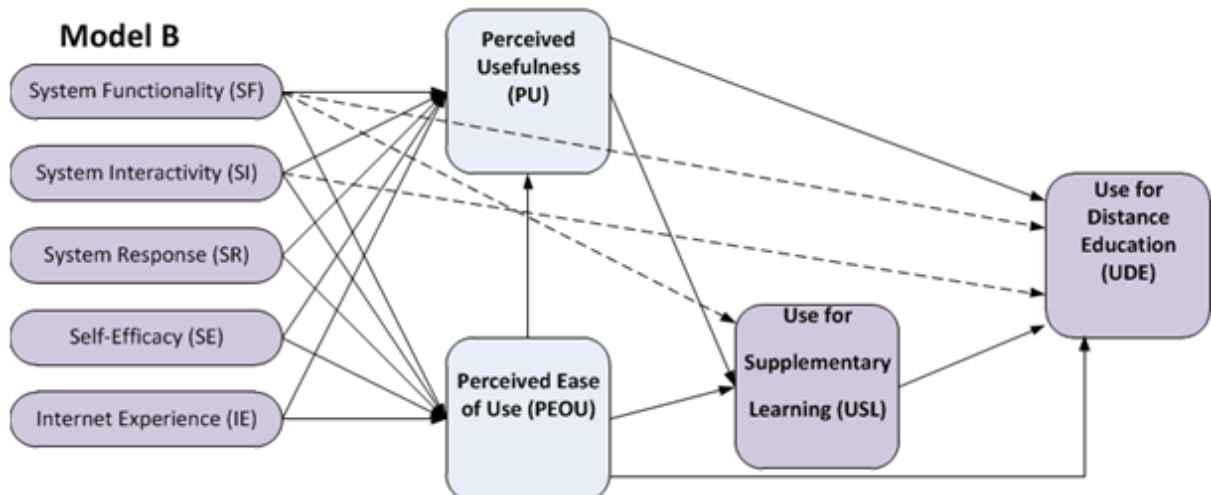 Model B
System Functionality (SF)
System Interactivity (SI)
System Response (SR)
Self-Efficacy (SE)
Internet Experience (IE)
Perceived
Usefulness
(PU)
Perceived Ease
of Use (PEOU)
Use for
Supplementary
Learning (USL)
Use for
Distance
Education
(UDE)